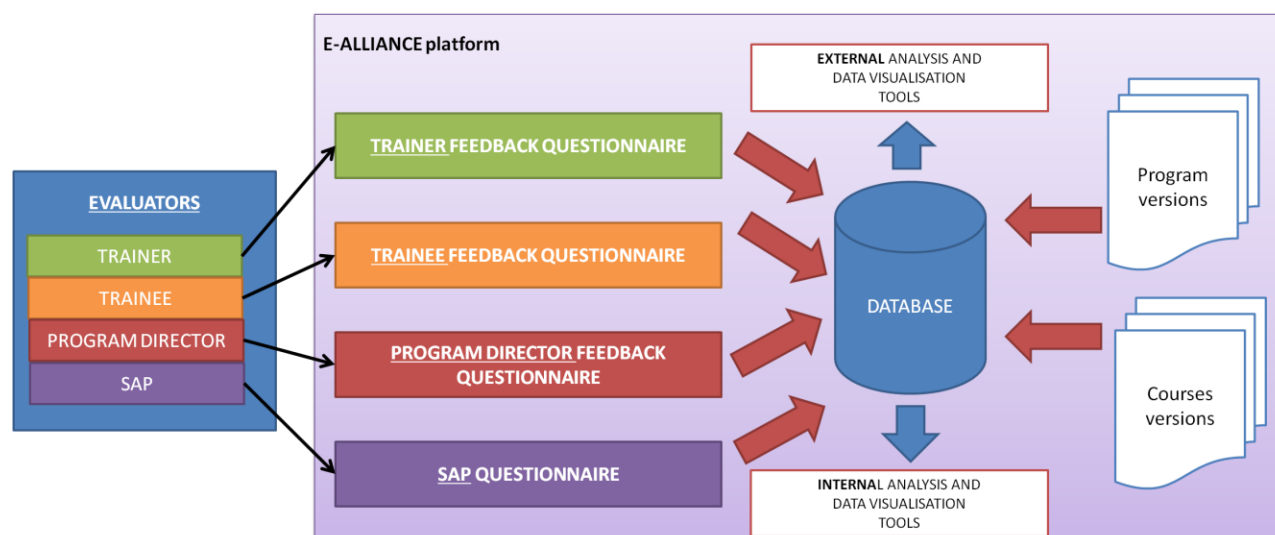 E-ALLIANCE platform
EVALUATORS
TRAINER
TRAINEE
PROGRAM DIRECTOR
SAP
TRAINER FEEDBACK QUESTIONNAIRE
TRAINEE FEEDBACK QUESTIONNAIRE
PROGRAM DIRECTOR FEEDBACK
QUESTIONNAIRE
SAP QUESTIONNAIRE
EXTERNAL ANALYSIS AND
DATA VISUALISATION
TOOLS
DATABASE
INTERNAL ANALYSIS AND
DATA VISUALISATION
TOOLS
Program
versions
Courses
versions